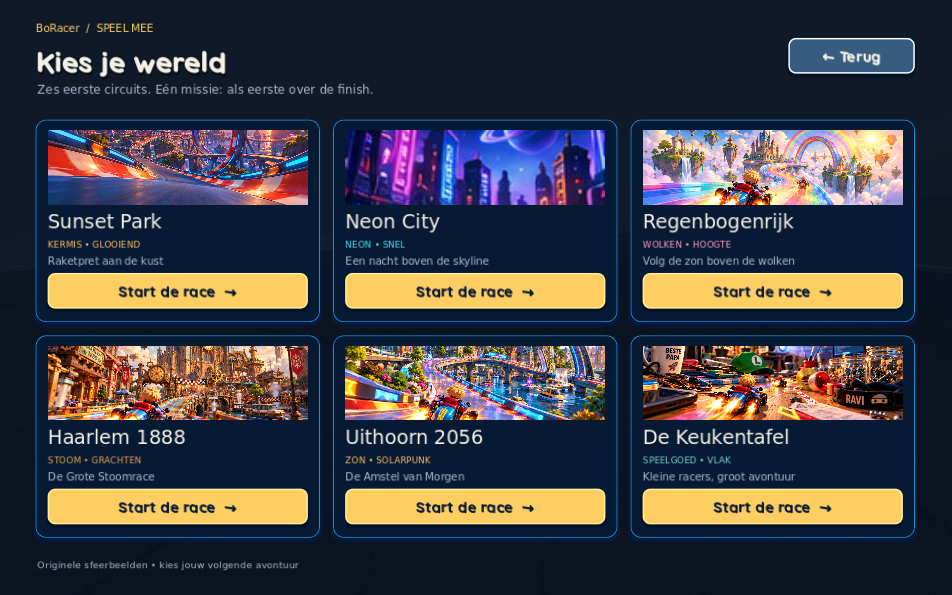 BoRacer / SPEEL MEE
Kies je wereld
← Terug
Zes eerste circuits. Eén missie: als eerste over de finish.
Sunset Park
KERMIS • GLOOIEND
Raketpret aan de kust
Start de race →
Neon City
NEON • SNEL
Een nacht boven de skyline
Start de race →
Regenbogenrijk
WOLKEN • HOOGTE
Volg de zon boven de wolken
Start de race →
Haarlem 1888
STOOM • GRACHTEN
De Grote Stoomrace
Start de race →
Uithoorn 2056
ZON • SOLARPUNK
De Amstel van Morgen
Start de race →
BESTE
PAPA
L
RAVI
De Keukentafel
SPEELGOED • VLAK
Kleine racers, groot avontuur
Start de race →
Originele sfeerbeelden • kies jouw volgende avontuur